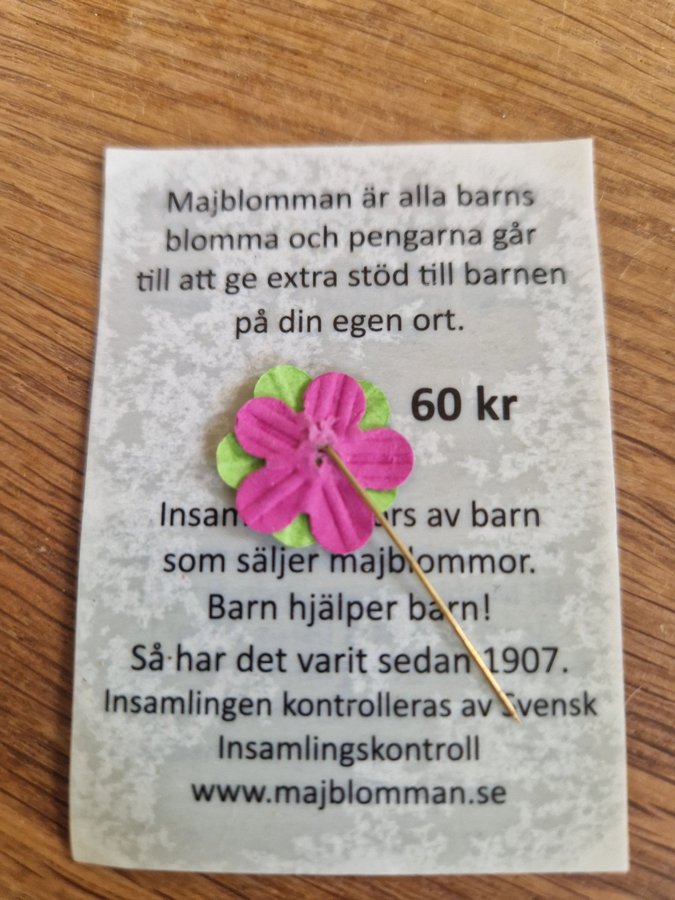 Majblomman är alla barns
blomma och pengarna går
till att ge extra stöd till barnen
på din egen ort.
60 kr
av barn
som säljer majblommor.
Barn hjälper barn!
Så har det varit sedan 1907.
Insamlingen kontrolleras av Svensk
Insamlingskontroll
www.majblomman.se